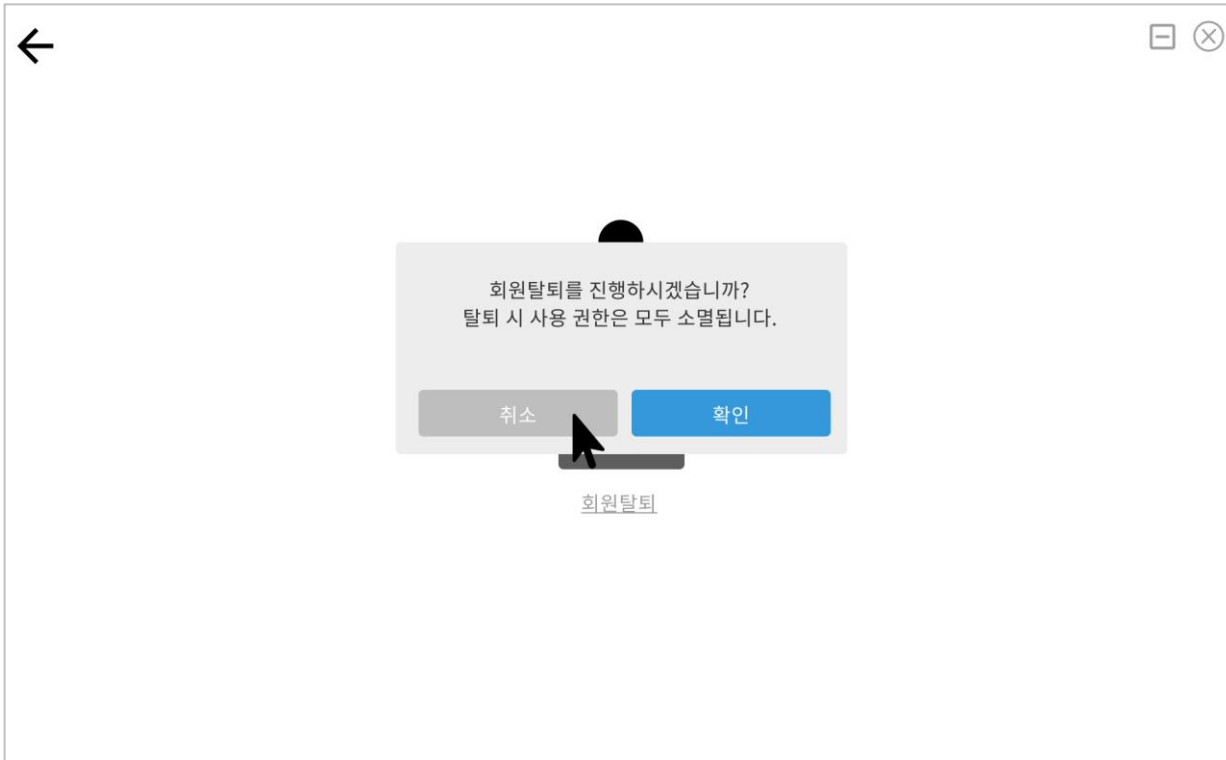 회원탈퇴를 진행하시겠습니까?
탈퇴 시 사용 권한은 모두 소멸됩니다.
취소
확인
회원탈퇴